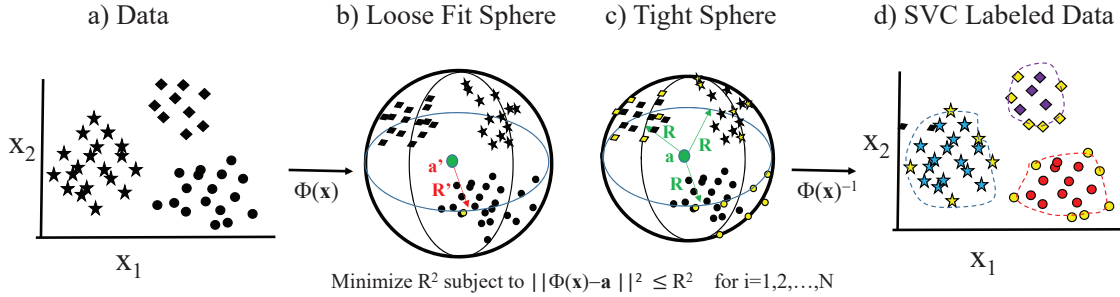 a) Data
b) Loose Fit Sphere
c) Tight Sphere
d) SVC Labeled Data
x₂
x₁
Φ(x)
a'
R'
R
R
a
R
Φ(x)⁻¹
x₂
x₁
Minimize R² subject to ||Φ(x)−a ||² ≤ R² for i=1,2,…,N